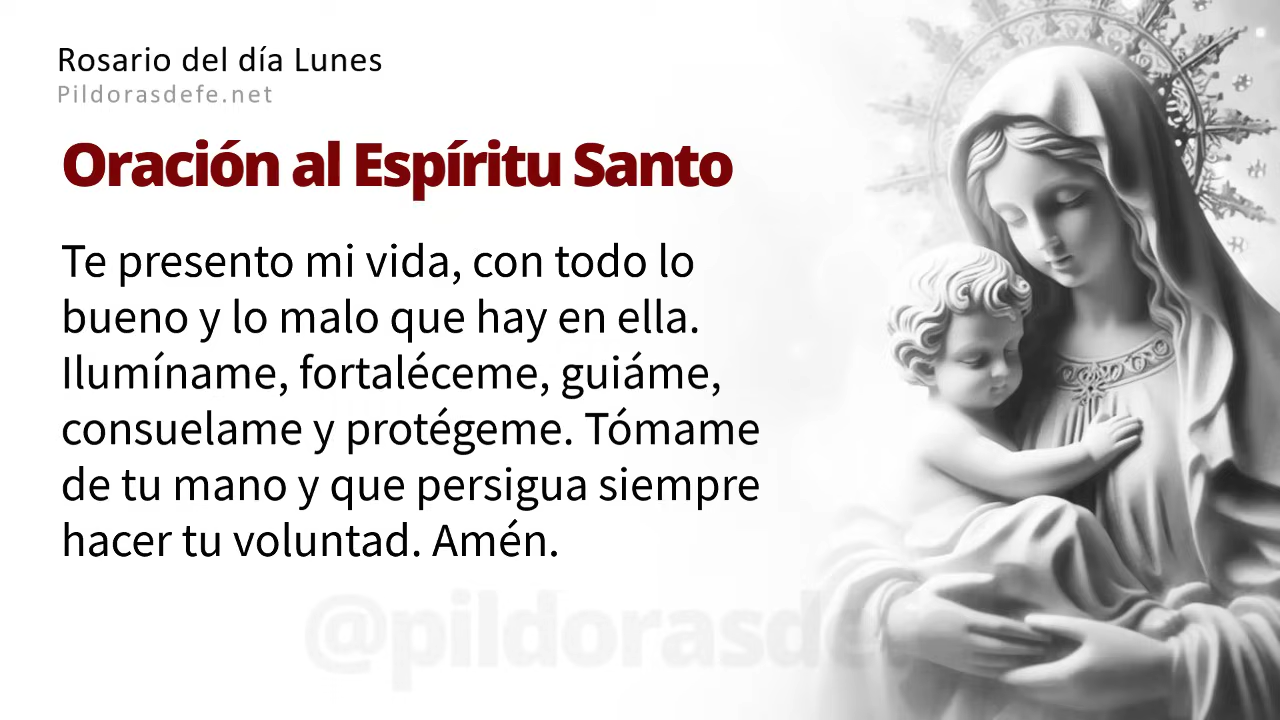 Rosario del día Lunes
Pildorasdefe.net
Oración al Espíritu Santo
Te presento mi vida, con todo lo
bueno y lo malo que hay en ella.
Ilumíname, fortaléceme, guiáme,
consuelame y protégeme. Tómame
de tu mano y que persigua siempre
hacer tu voluntad. Amén.
@pildorasdefe